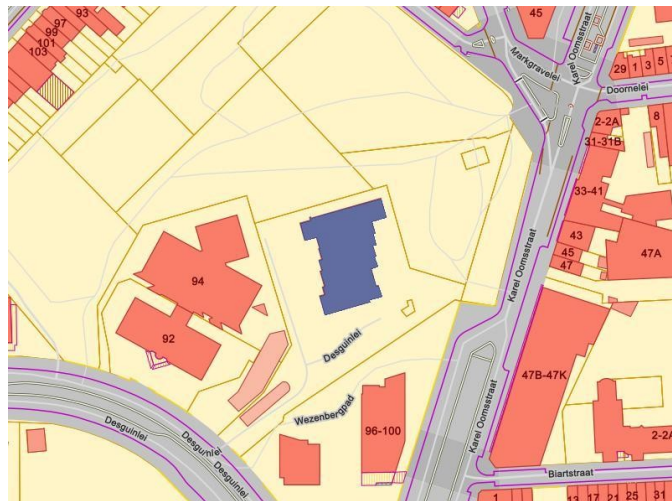 93
97
99
101
103
45
Markgravelei
Karel Oomsstraat
29 1 3 5
Doornelei
2-2A
8
31-31B
33-41
43
45
47
47A
94
92
Karel Oomsstraat
Desguinlei
47B-47K
Wezenbergpad
96-100
Karel Oomsstraat
Desguinlei
Desguinlei
Desguinlei
2-2A
Biartstraat
1
13 17 21 25